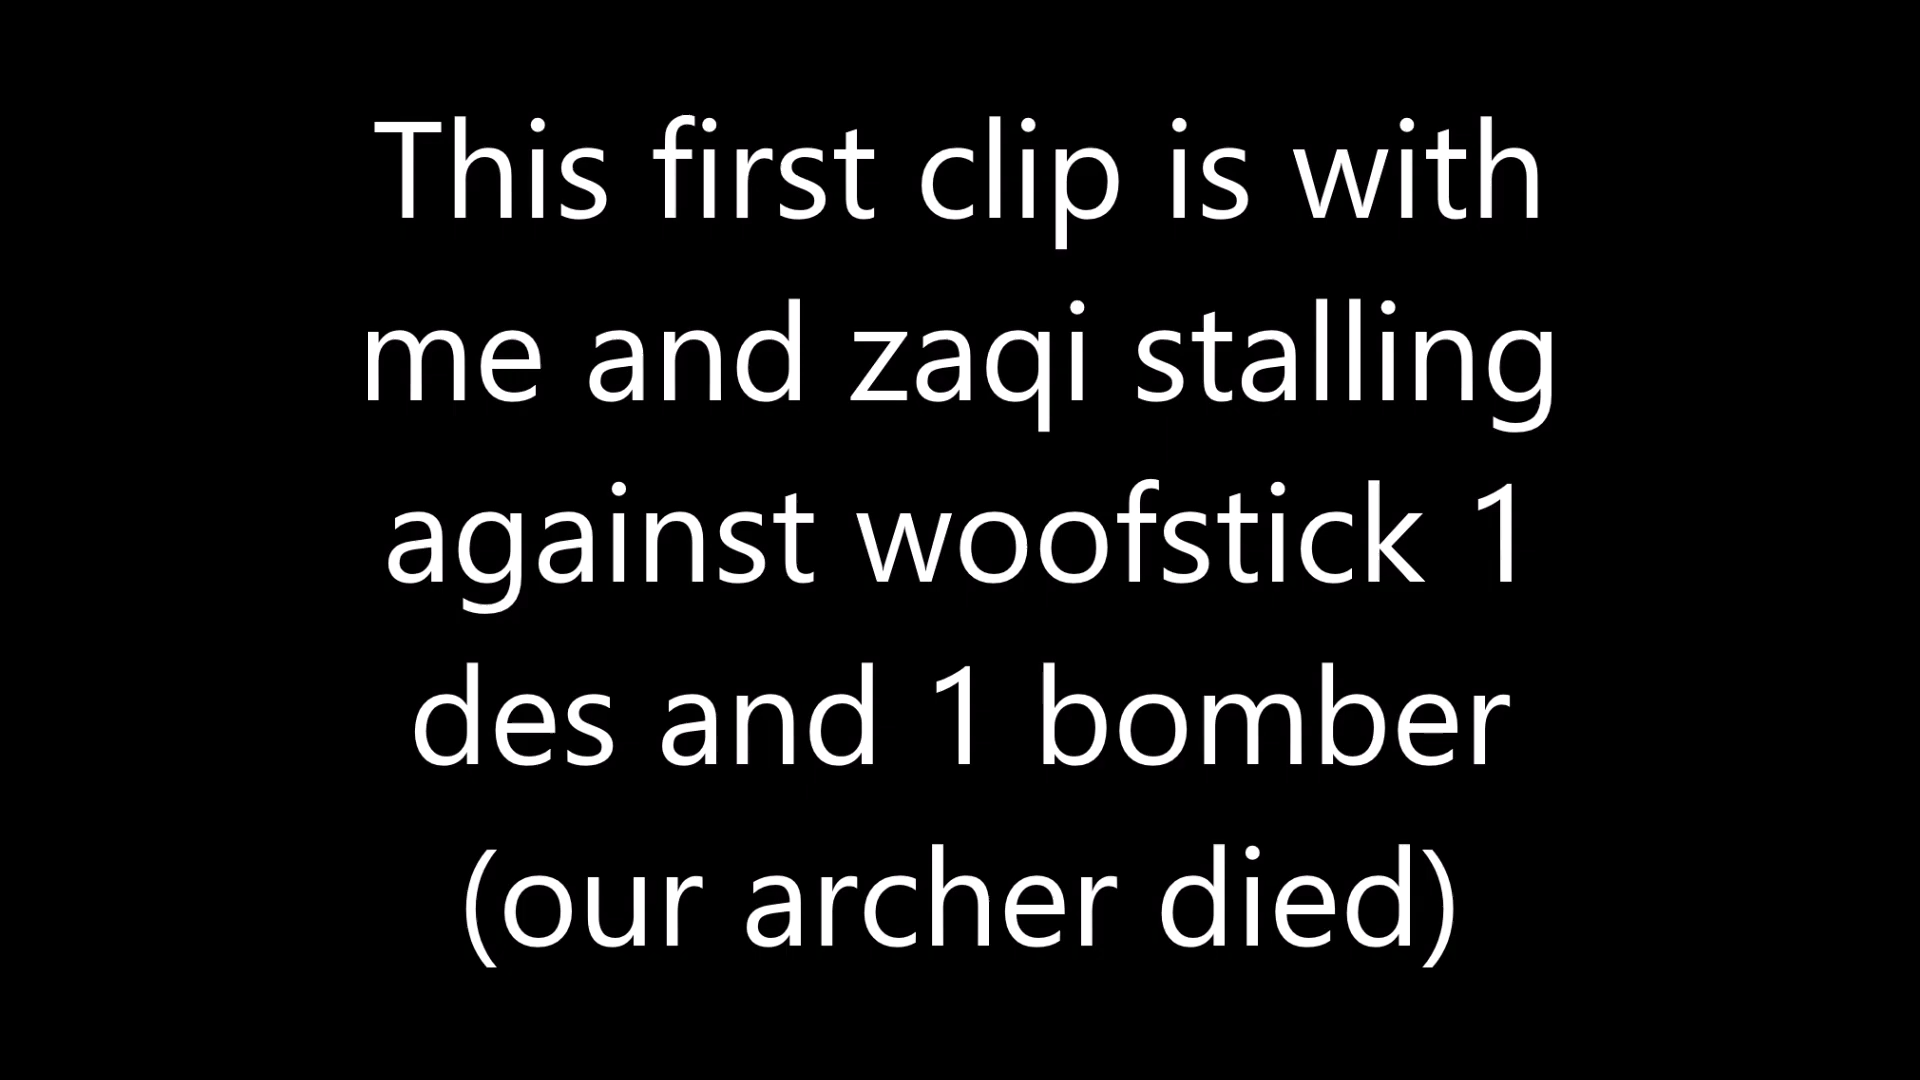 This first clip is with
me and zaqi stalling
against woofstick 1
des and 1 bomber
(our archer died)